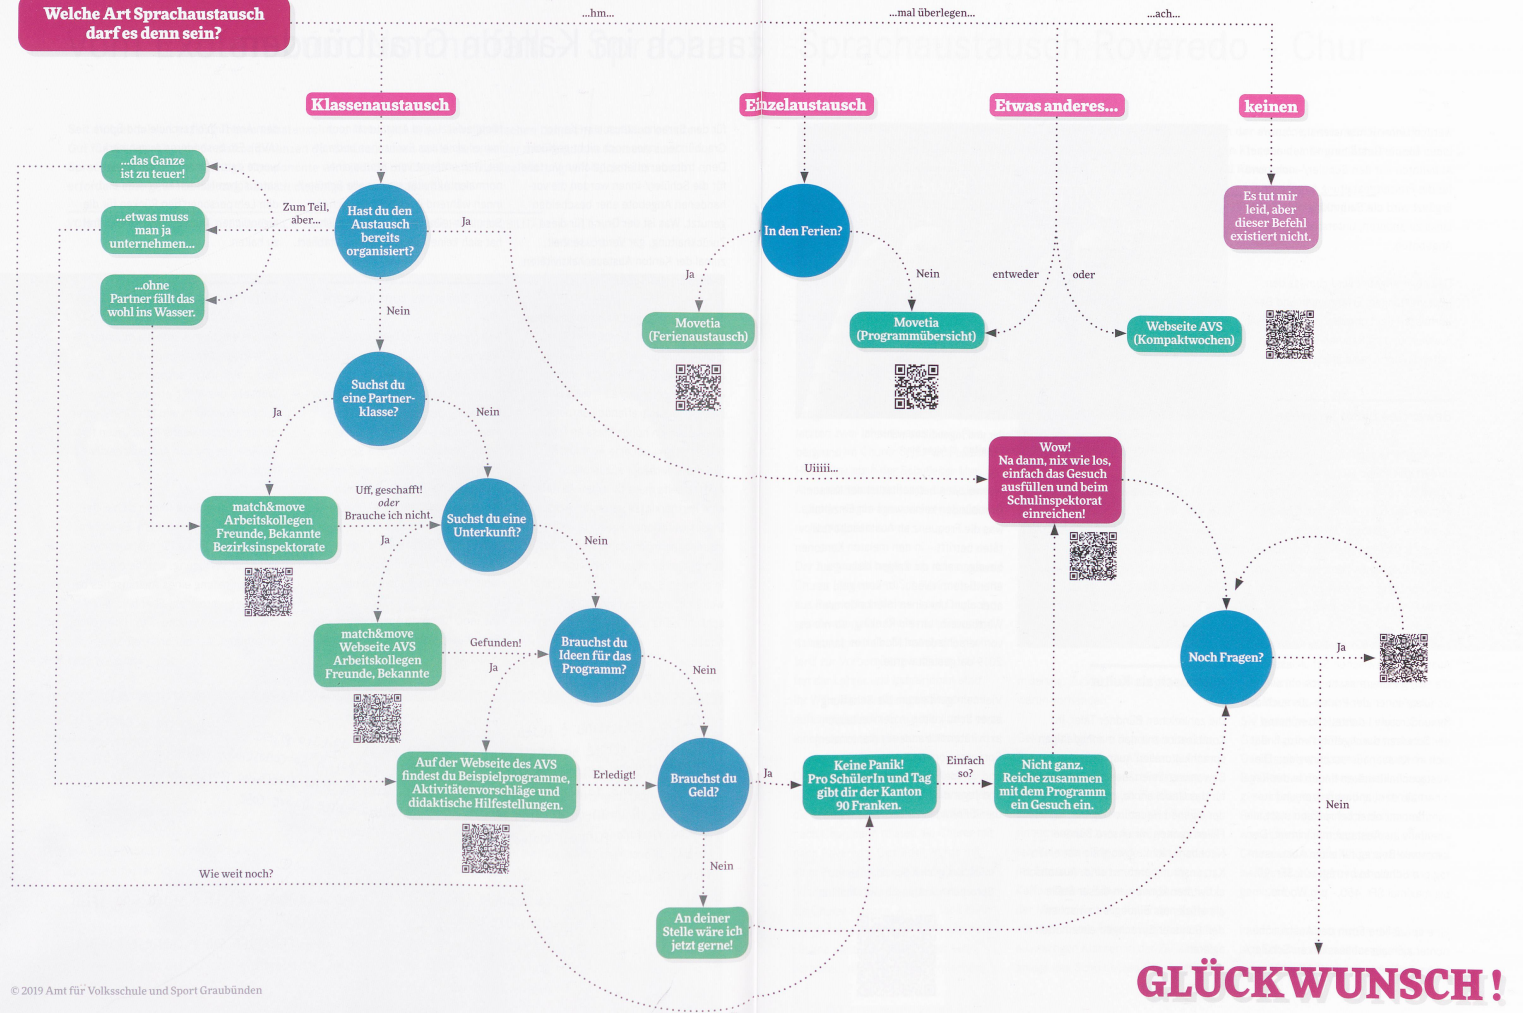 Welche Art Sprachaustausch
darf es denn sein?
...hm...
...mal überlegen...
...ach...
Klassenaustausch
Einzelaustausch
Etwas anderes...
keinen
...das Ganze
ist zu teuer!
...etwas muss
man ja
unternehmen...
...ohne
Partner fällt das
wohl ins Wasser.
Zum Teil,
aber...
Hast du den
Austausch
bereits
organisiert?
Ja
Nein
In den Ferien?
Ja
Nein
entweder
oder
Es tut mir
leid, aber
dieser Befehl
existiert nicht.
Movetia
(Ferienaustausch)
Movetia
(Programmübersicht)
Webseite AVS
(Kompaktwochen)
Suchst du
eine Partner-
klasse?
Ja
Nein
Uiiiii...
Wow!
Na dann, nix wie los,
einfach das Gesuch
ausfüllen und beim
Schulinspektorat
einreichen!
match&move
Arbeitskollegen
Freunde, Bekannte
Bezirksinspektorate
Uff, geschafft!
oder
Brauche ich nicht.
Ja
Suchst du eine
Unterkunft?
Nein
match&move
Webseite AVS
Arbeitskollegen
Freunde, Bekannte
Gefunden!
Ja
Brauchst du
Ideen für das
Programm?
Nein
Noch Fragen?
Ja
Nein
Auf der Webseite des AVS
findest du Beispielprogramme,
Aktivitätenvorschläge und
didaktische Hilfestellungen.
Erledigt!
Brauchst du
Geld?
Ja
Keine Panik!
Pro SchülerIn und Tag
gibt dir der Kanton
90 Franken.
Einfach
so?
Nicht ganz.
Reiche zusammen
mit dem Programm
ein Gesuch ein.
Nein
Wie weit noch?
An deiner
Stelle wäre ich
jetzt gerne!
GLÜCKWUNSCH!
© 2019 Amt für Volksschule und Sport Graubünden